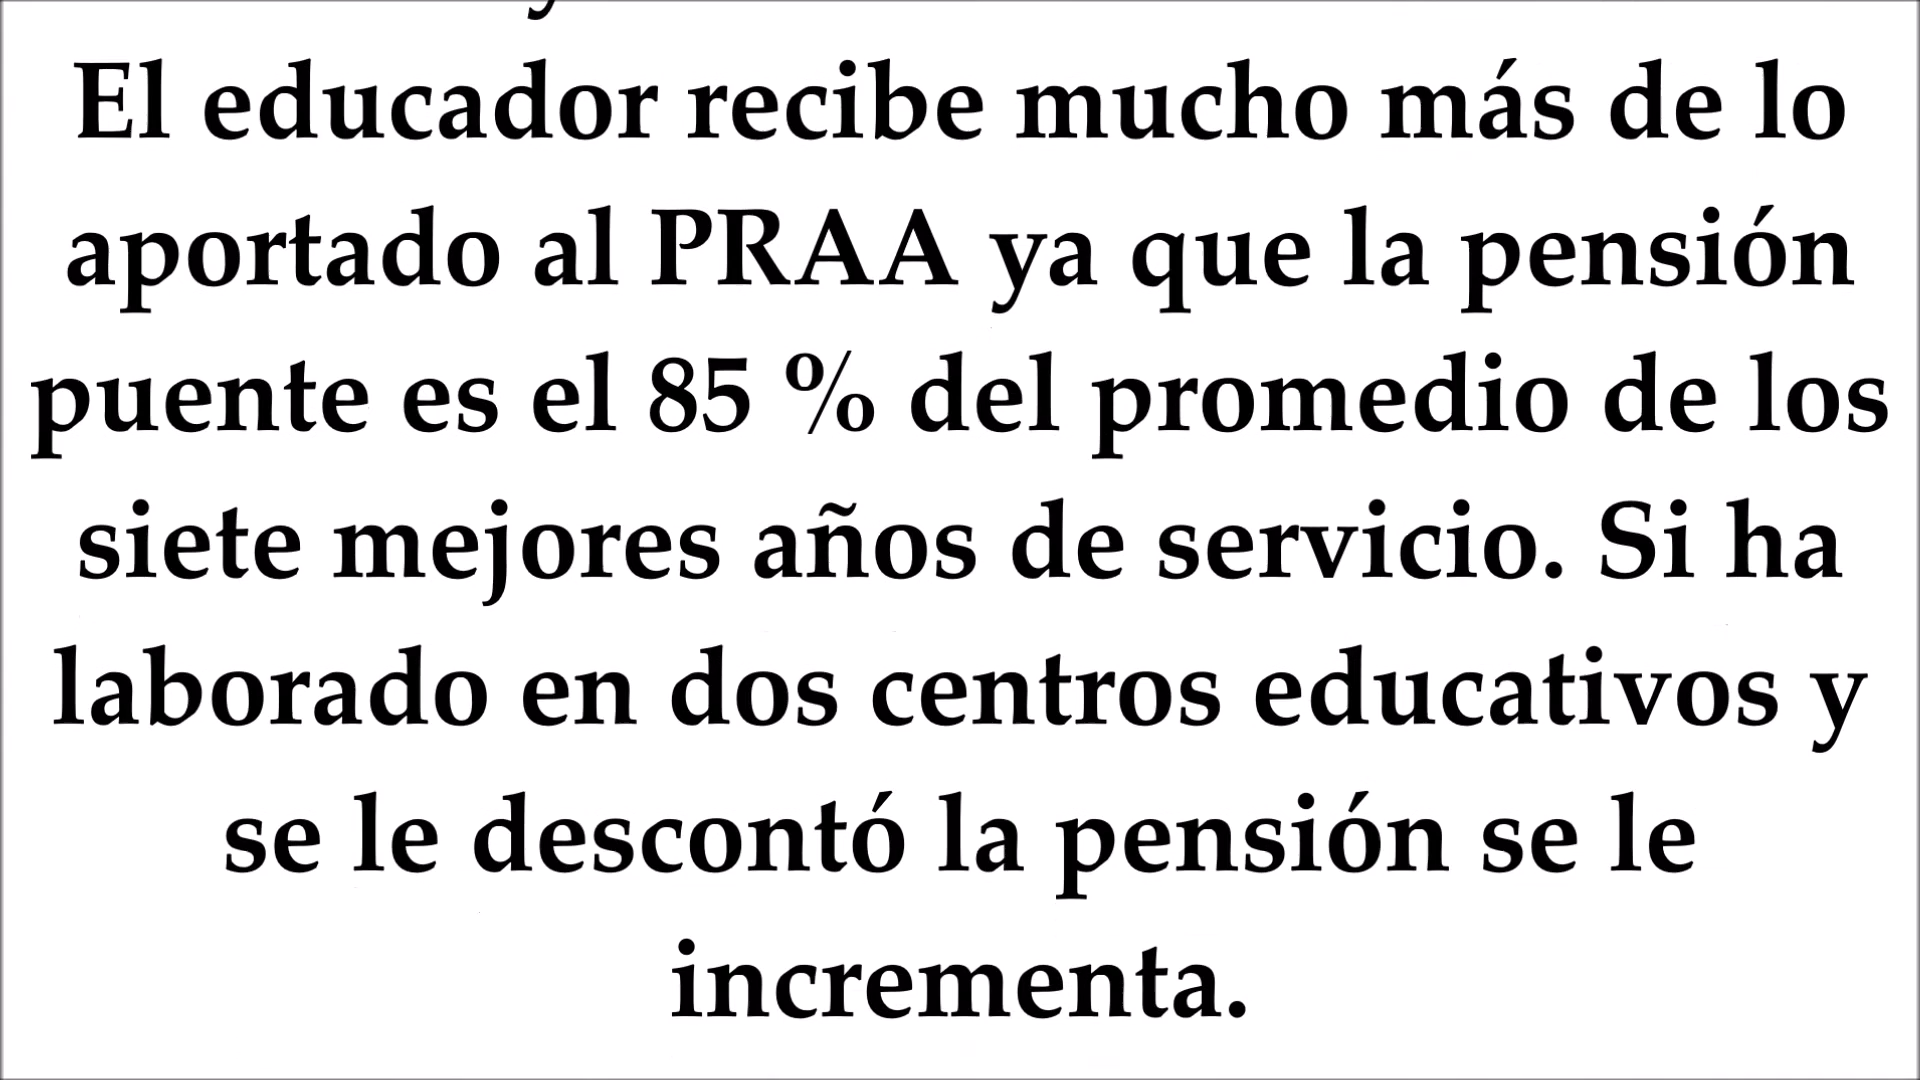 El educador recibe mucho más de lo
aportado al PRAA ya que la pensión
puente es el 85 % del promedio de los
siete mejores años de servicio. Si ha
laborado en dos centros educativos y
se le descontó la pensión se le
incrementa.